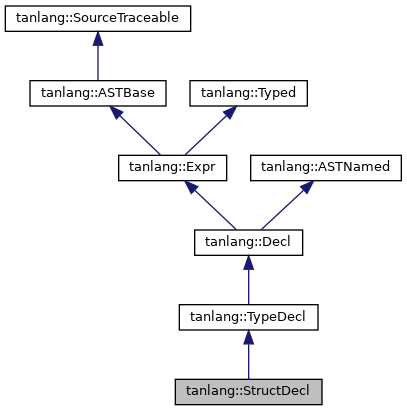 tanlang::SourceTraceable
tanlang::ASTBase
tanlang::Typed
tanlang::Expr
tanlang::ASTNamed
tanlang::Decl
tanlang::TypeDecl
tanlang::StructDecl